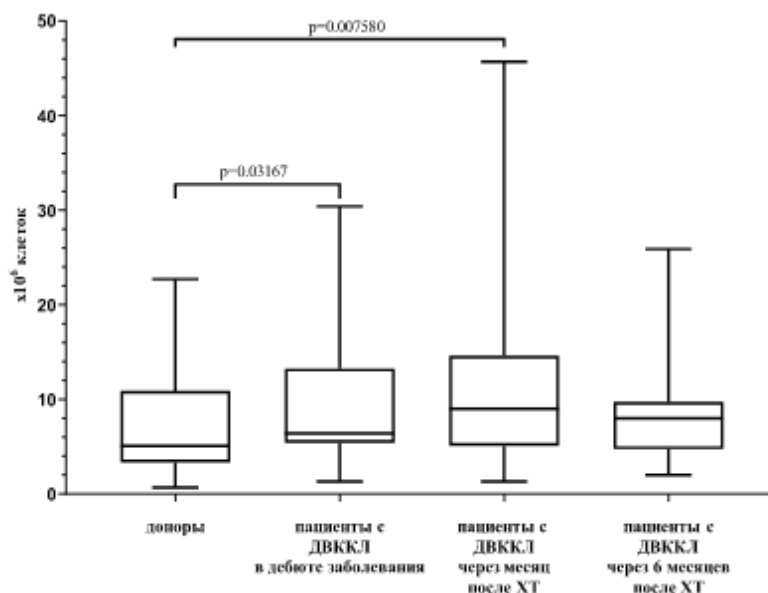 50
p=0.007580
40
p=0.03167
30
20
10
0
x10⁶ клеток
доноры
пациенты с
ДВККЛ
в дебюте заболевания
пациенты с
ДВККЛ
через месяц
после ХТ
пациенты с
ДВККЛ
через 6 месяцев
после ХТ